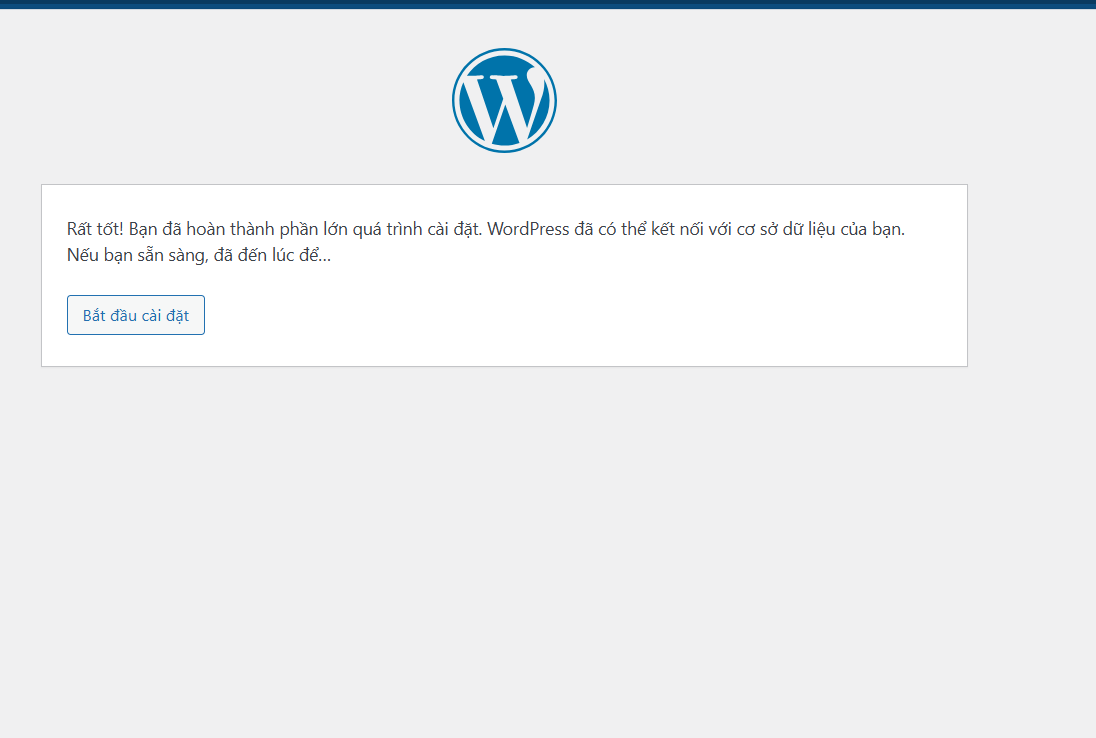 Rất tốt! Bạn đã hoàn thành phần lớn quá trình cài đặt. WordPress đã có thể kết nối với cơ sở dữ liệu của bạn.
Nếu bạn sẵn sàng, đã đến lúc để…
Bắt đầu cài đặt